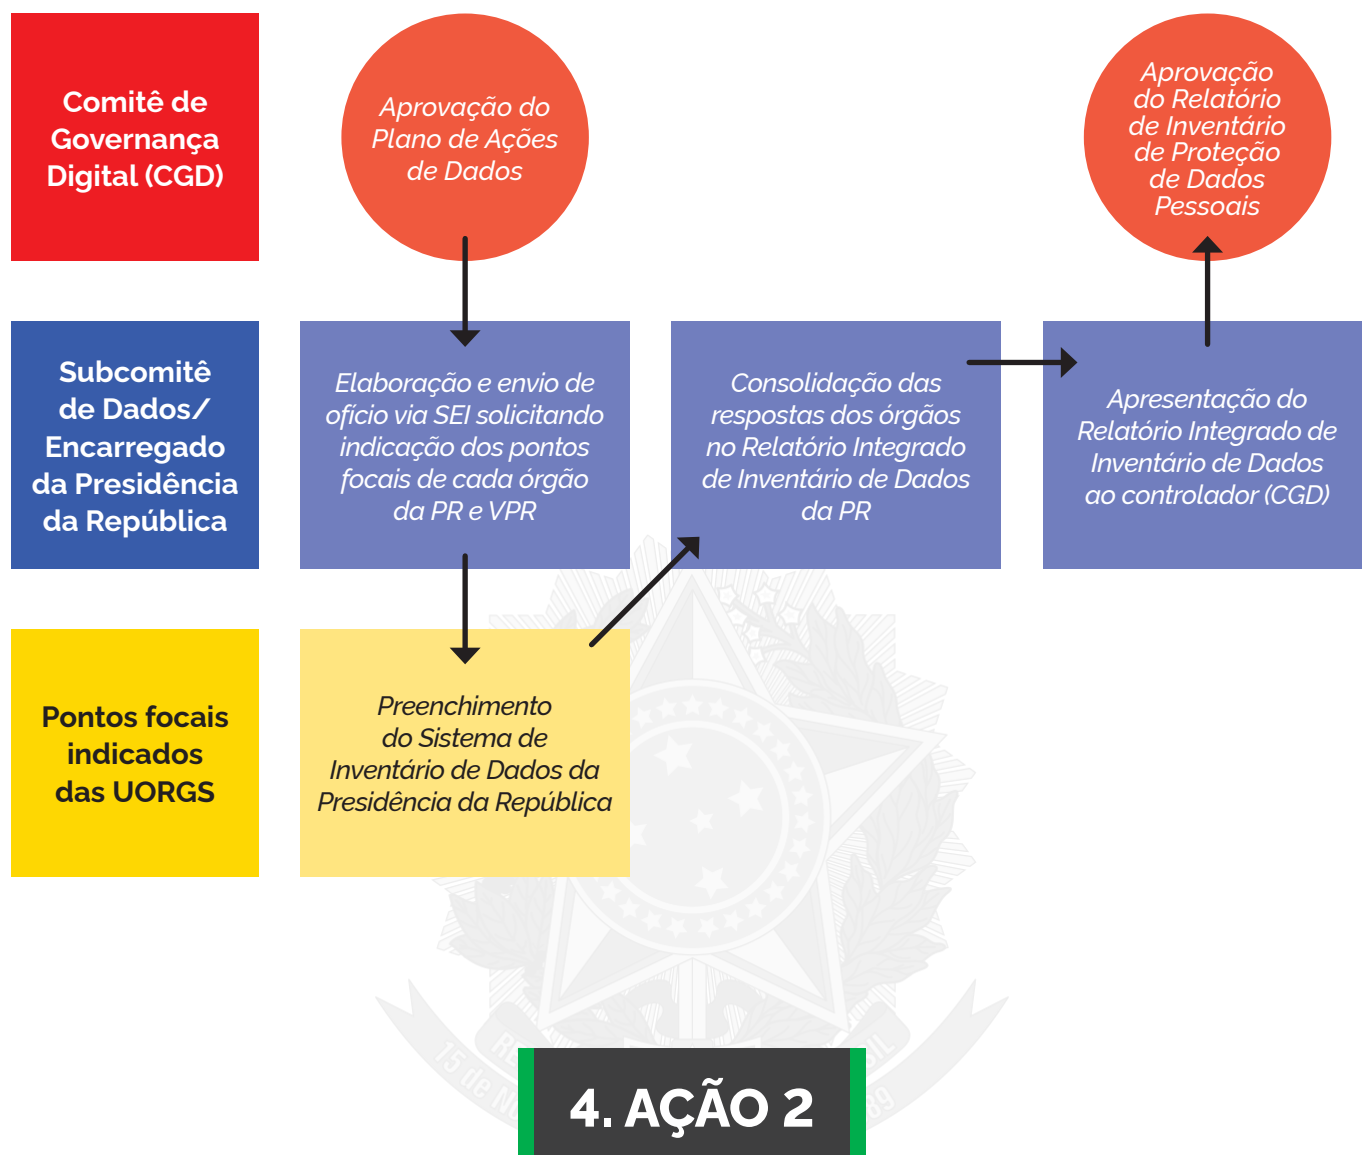 Comitê de
Governança
Digital (CGD)
Aprovação do
Plano de Ações
de Dados
Aprovação
do Relatório
de Inventário
de Proteção
de Dados
Pessoais
Subcomitê
de Dados/
Encarregado
da Presidência
da República
Elaboração e envio de
ofício via SEI solicitando
indicação dos pontos
focais de cada órgão
da PR e VPR
Consolidação das
respostas dos órgãos
no Relatório Integrado
de Inventário de Dados
da PR
Apresentação do
Relatório Integrado de
Inventário de Dados
ao controlador (CGD)
Pontos focais
indicados
das UORGS
Preenchimento
do Sistema de
Inventário de Dados da
Presidência da República
4. AÇÃO 2